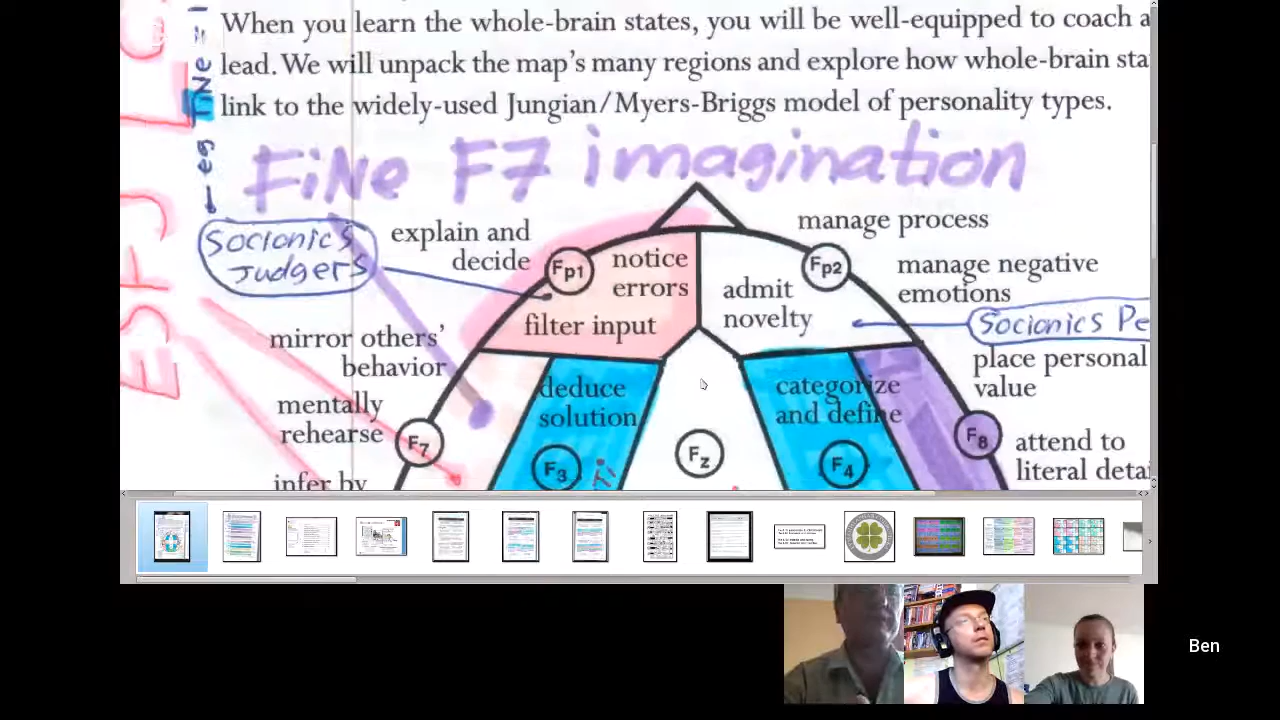 When you learn the whole-brain states, you will be well-equipped to coach a
lead. We will unpack the map's many regions and explore how whole-brain sta
link to the widely-used Jungian/Myers-Briggs model of personality types.
FiNe F7 imagination
eg TiNe =
ESFJ
Socionics
Judgers
explain and
decide
Fp1
notice
errors
filter input
manage process
Fp2
admit
novelty
manage negative
emotions
Socionics Pe
mirror others'
behavior
mentally
rehearse
F7
infer by
deduce
solution
F3
Ti
Fz
categorize
and define
F4
place personal
value
F8
attend to
literal detai
Ben